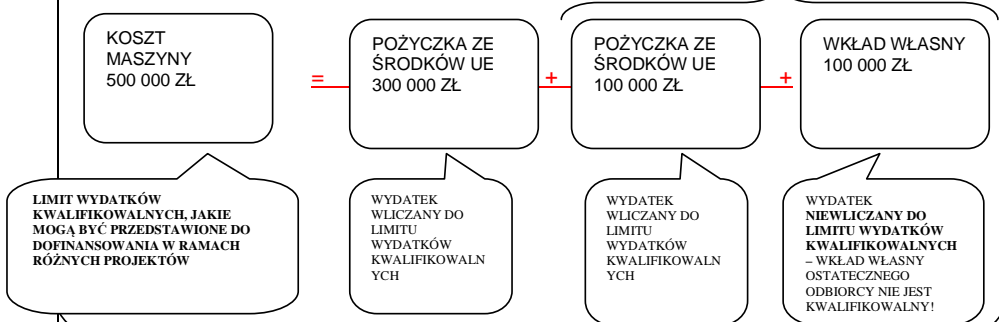 KOSZT
MASZYNY
500 000 ZŁ
=
POŻYCZKA ZE
ŚRODKÓW UE
300 000 ZŁ
+
POŻYCZKA ZE
ŚRODKÓW UE
100 000 ZŁ
+
WKŁAD WŁASNY
100 000 ZŁ
LIMIT WYDATKÓW
KWALIFIKOWALNYCH, JAKIE
MOGĄ BYĆ PRZEDSTAWIONE DO
DOFINANSOWANIA W RAMACH
RÓŻNYCH PROJEKTÓW
WYDATEK
WLICZANY DO
LIMITU
WYDATKÓW
KWALIFIKOWALN
YCH
WYDATEK
WLICZANY DO
LIMITU
WYDATKÓW
KWALIFIKOWALN
YCH
WYDATEK
NIEWLICZANY DO
LIMITU WYDATKÓW
KWALIFIKOWALNYCH
– WKŁAD WŁASNY
OSTATECZNEGO
ODBIORCY NIE JEST
KWALIFIKOWALNY!